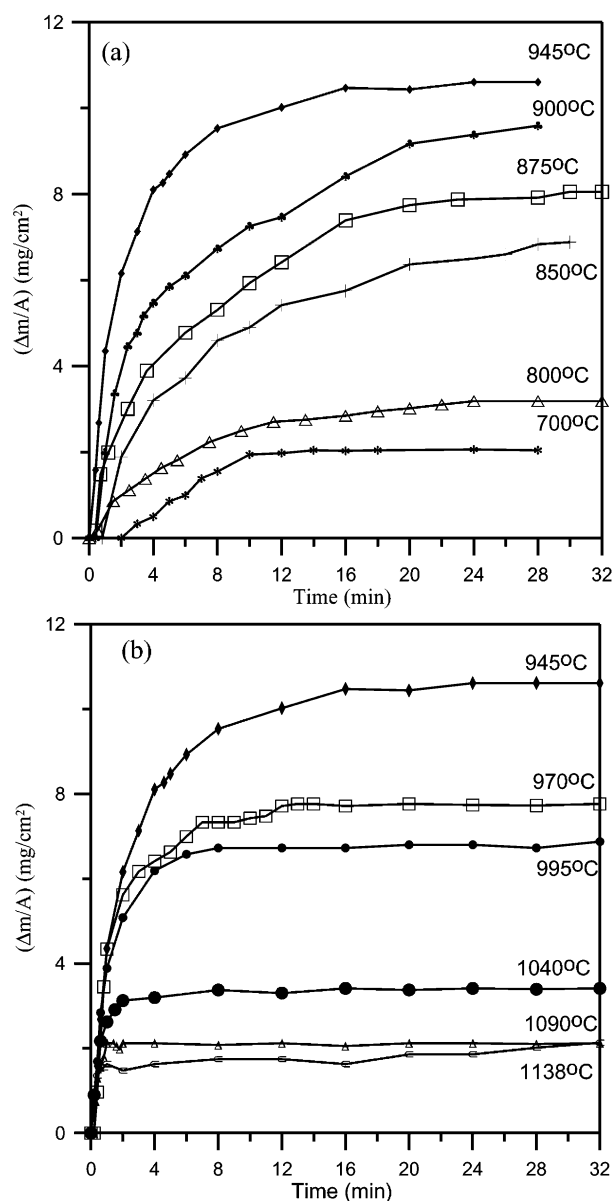 (a)
12
8
4
0
(Δm/A) (mg/cm²)
945ºC
900ºC
875ºC
850ºC
800ºC
700ºC
0 4 8 12 16 20 24 28 32
Time (min)
(b)
12
8
4
0
(Δm/A) (mg/cm²)
945ºC
970ºC
995ºC
1040ºC
1090ºC
1138ºC
0 4 8 12 16 20 24 28 32
Time (min)